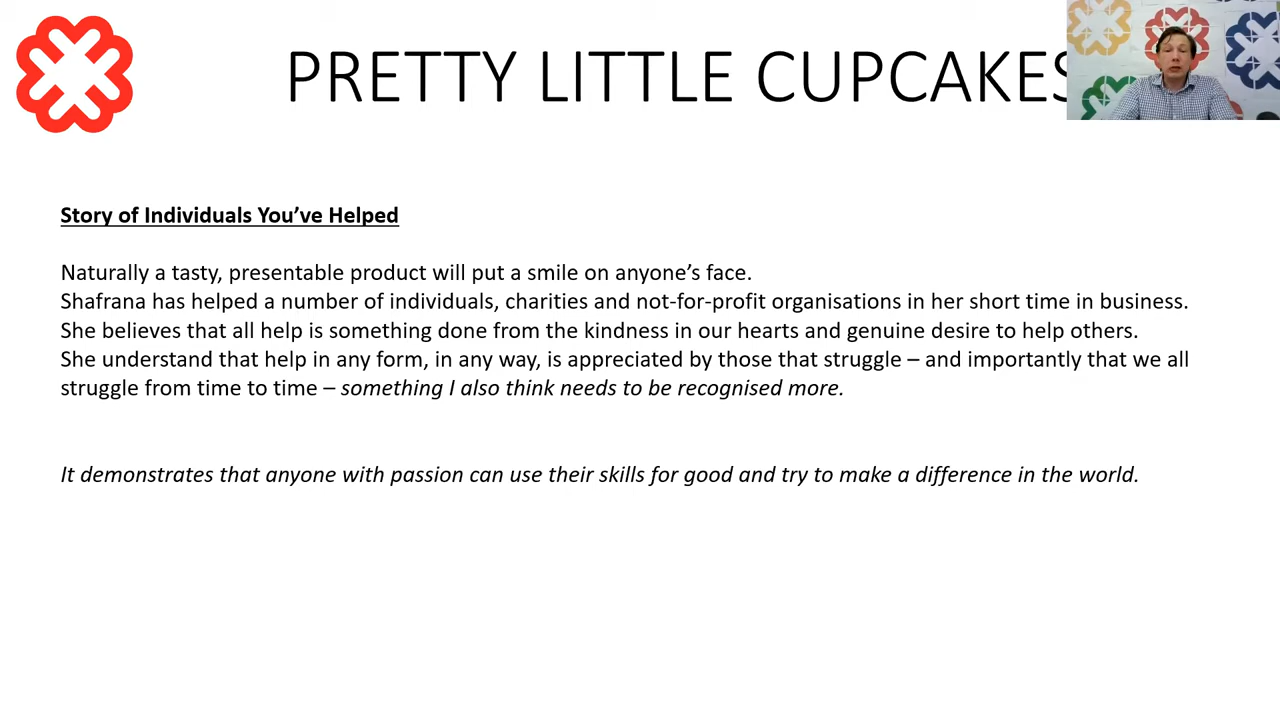 PRETTY LITTLE CUPCAKES
Story of Individuals You've Helped
Naturally a tasty, presentable product will put a smile on anyone's face.
Shafrana has helped a number of individuals, charities and not-for-profit organisations in her short time in business.
She believes that all help is something done from the kindness in our hearts and genuine desire to help others.
She understand that help in any form, in any way, is appreciated by those that struggle – and importantly that we all
struggle from time to time – something I also think needs to be recognised more.
It demonstrates that anyone with passion can use their skills for good and try to make a difference in the world.